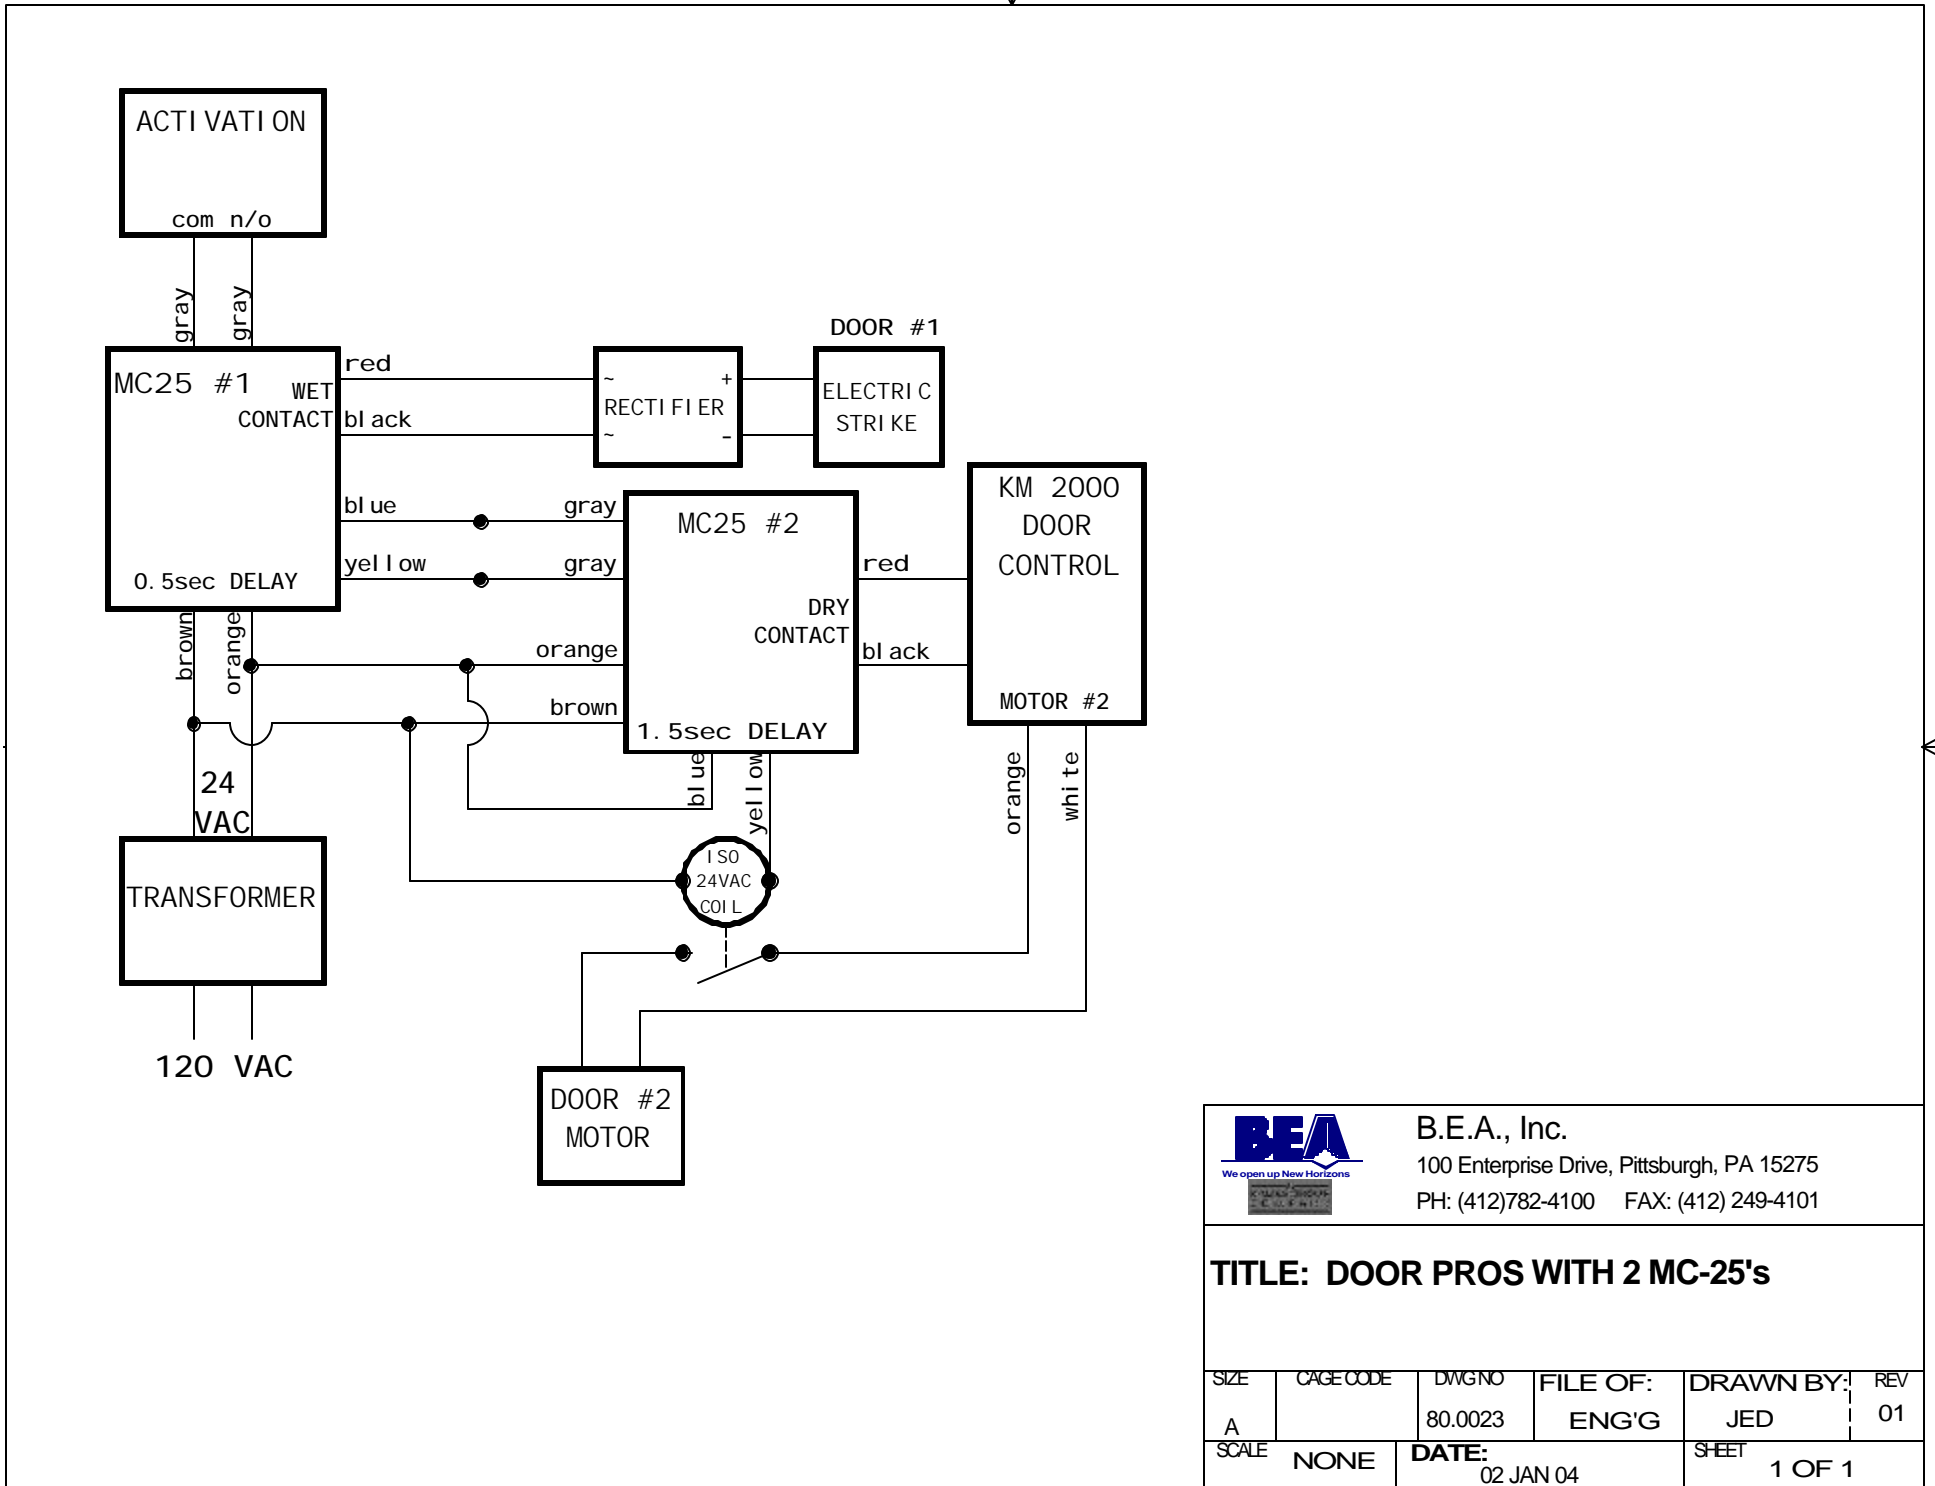 ACTIVATION
com n/o
gray
gray
DOOR #1
MC25 #1
WET
CONTACT
red
black
~ +
RECTIFIER
~ -
ELECTRIC
STRIKE
blue
yellow
0.5sec DELAY
gray
gray
MC25 #2
KM 2000
DOOR
CONTROL
red
DRY
CONTACT
black
brown
orange
orange
brown
1.5sec DELAY
MOTOR #2
blue
yellow
orange
white
24
VAC
TRANSFORMER
ISO
24VAC
COIL
120 VAC
DOOR #2
MOTOR
BEA
We open up New Horizons
B.E.A., Inc.
100 Enterprise Drive, Pittsburgh, PA 15275
PH: (412)782-4100 FAX: (412) 249-4101
TITLE: DOOR PROS WITH 2 MC-25's
SIZE
A
CAGE CODE
DWG NO
80.0023
FILE OF:
ENG'G
DRAWN BY:
JED
REV
01
SCALE
NONE
DATE:
02 JAN 04
SHEET
1 OF 1